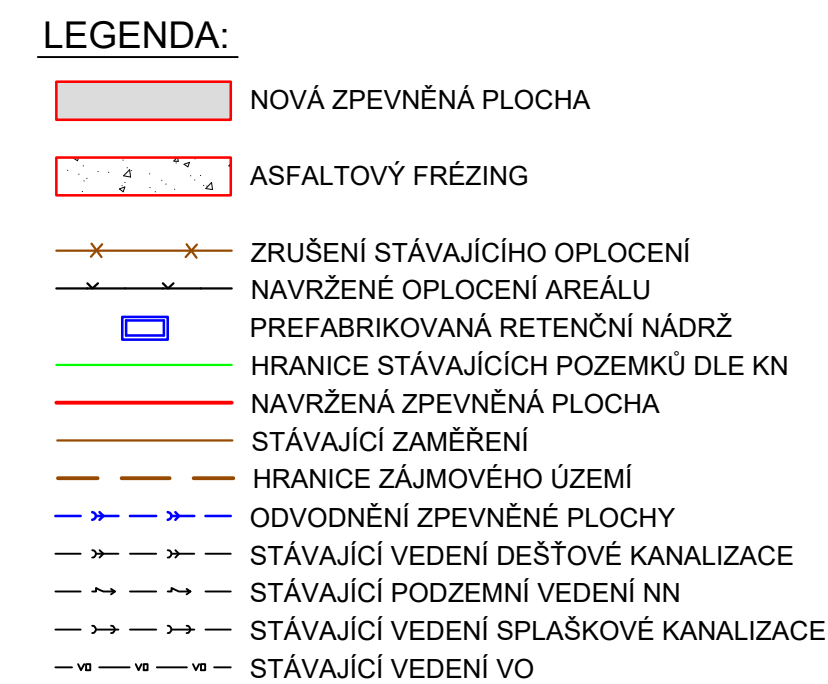 LEGENDA:
NOVÁ ZPEVNĚNÁ PLOCHA
ASFALTOVÝ FRÉZING
ZRUŠENÍ STÁVAJÍCÍHO OPLOCENÍ
NAVRŽENÉ OPLOCENÍ AREÁLU
PREFABRIKOVANÁ RETENČNÍ NÁDRŽ
HRANICE STÁVAJÍCÍCH POZEMKŮ DLE KN
NAVRŽENÁ ZPEVNĚNÁ PLOCHA
STÁVAJÍCÍ ZAMĚŘENÍ
HRANICE ZÁJMOVÉHO ÚZEMÍ
ODVODNĚNÍ ZPEVNĚNÉ PLOCHY
STÁVAJÍCÍ VEDENÍ DEŠŤOVÉ KANALIZACE
STÁVAJÍCÍ PODZEMNÍ VEDENÍ NN
STÁVAJÍCÍ VEDENÍ SPLAŠKOVÉ KANALIZACE
VO VO VO STÁVAJÍCÍ VEDENÍ VO